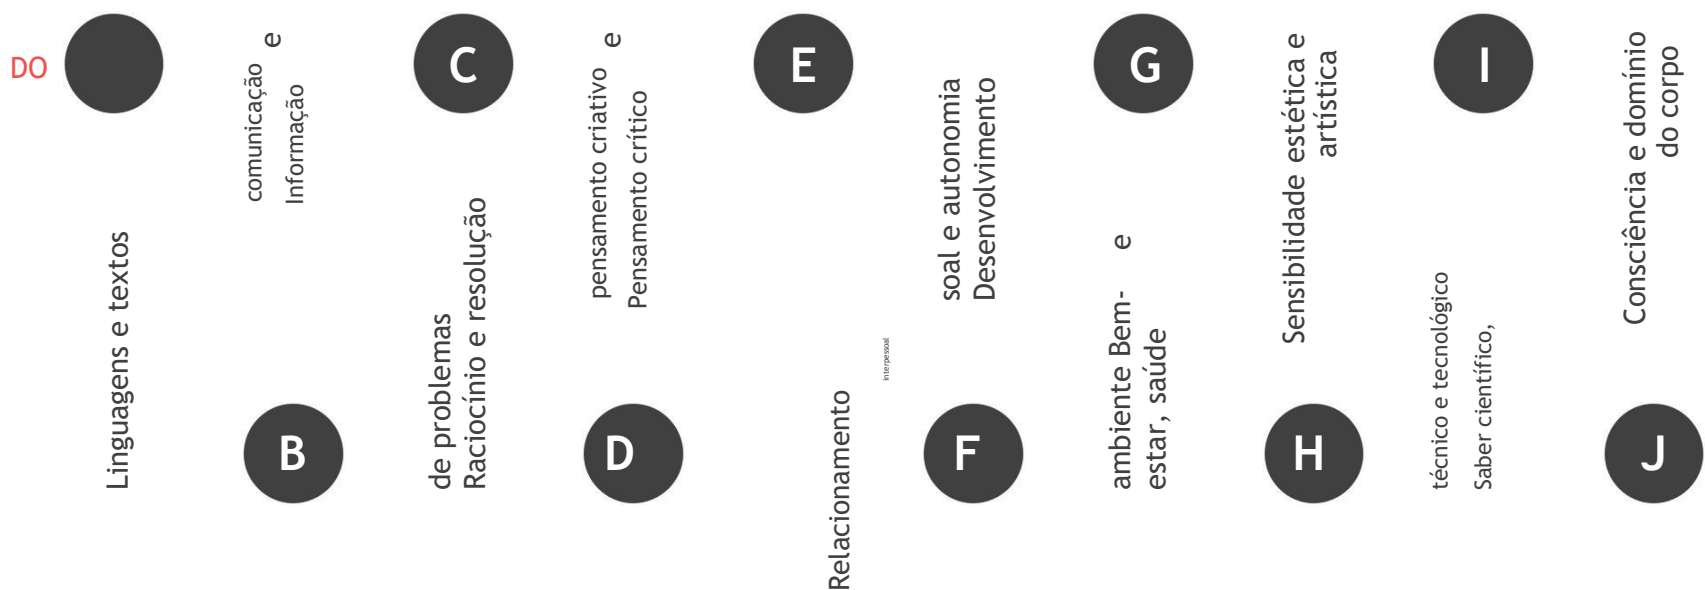 DO
Linguagens e textos
B
comunicação e
Informação
C
de problemas
Raciocínio e resolução
D
pensamento criativo e
Pensamento crítico
E
Relacionamento
Interpessoal
F
soal e autonomia
Desenvolvimento
G
ambiente Bem- e
estar, saúde
H
Sensibilidade estética e
artística
I
técnico e tecnológico
Saber científico,
J
Consciência e domínio
do corpo